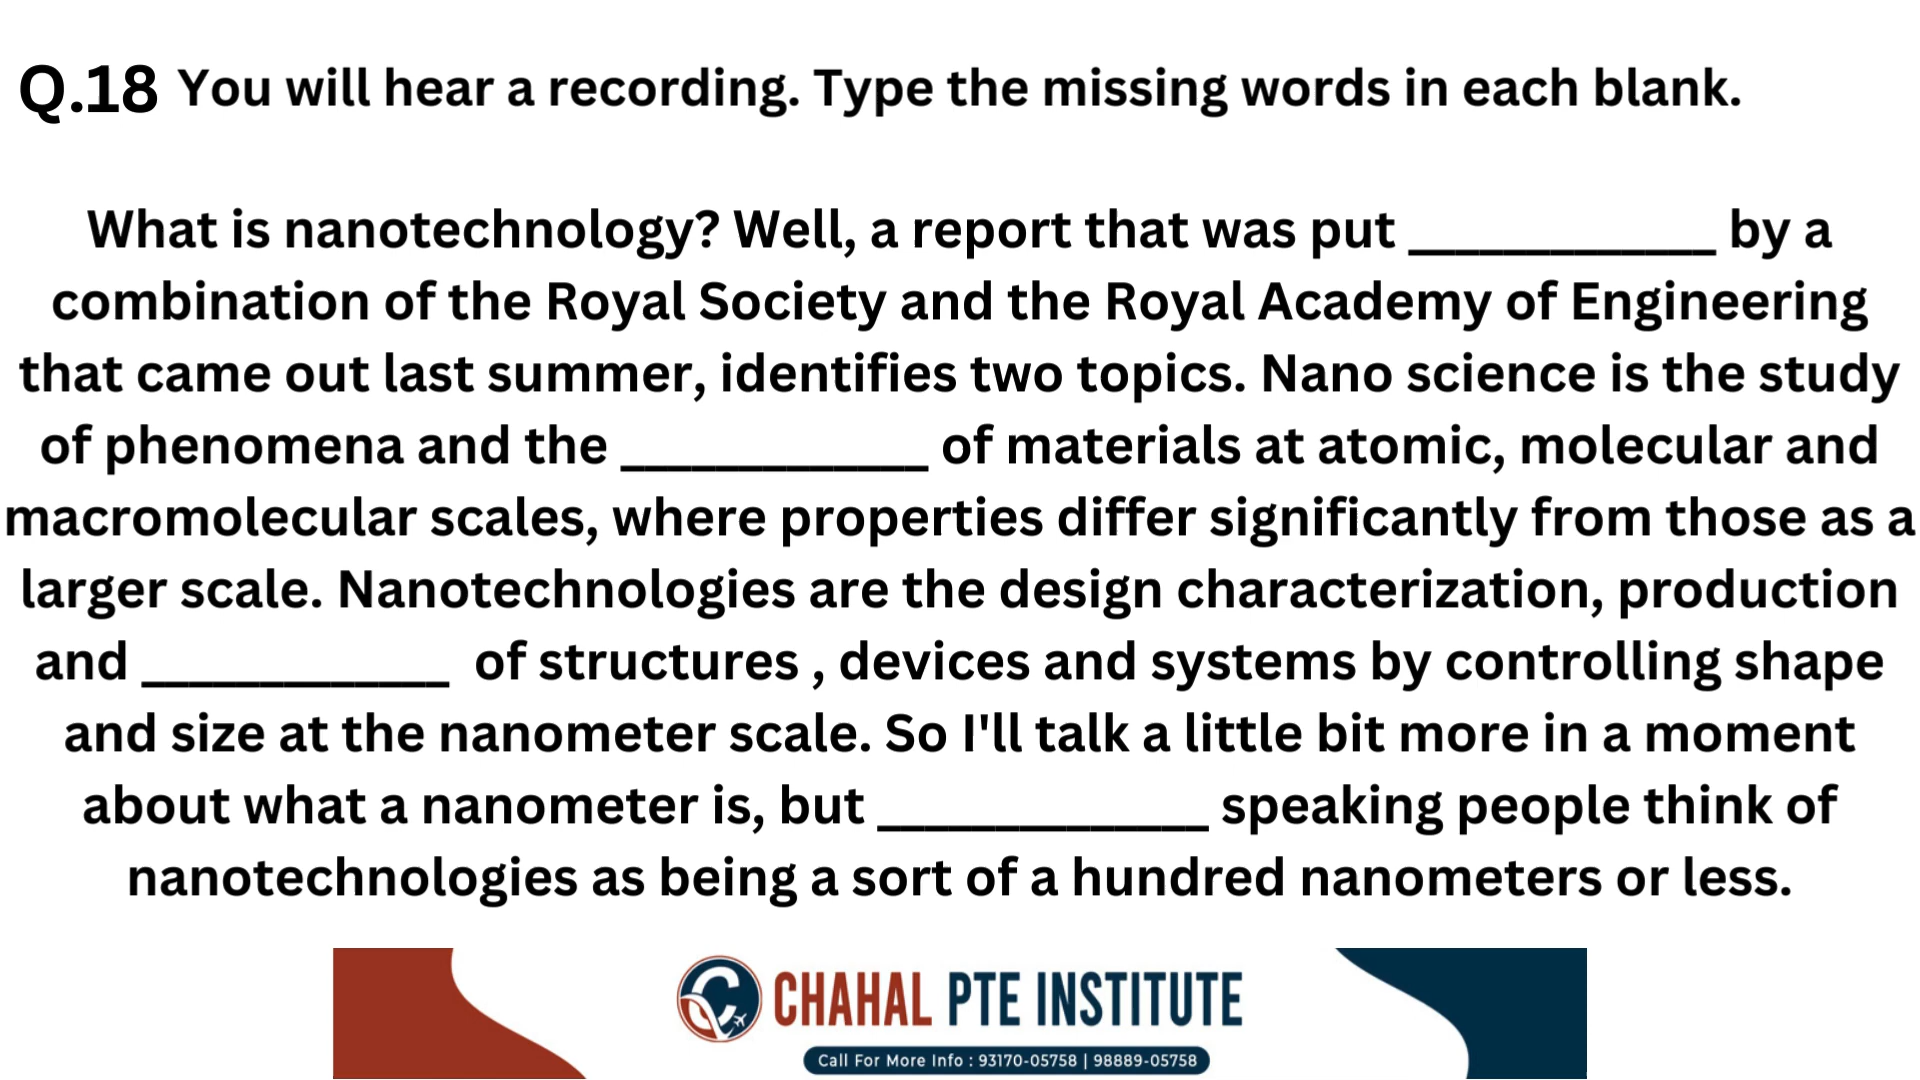 Q.18 You will hear a recording. Type the missing words in each blank.
What is nanotechnology? Well, a report that was put _____________ by a
combination of the Royal Society and the Royal Academy of Engineering
that came out last summer, identifies two topics. Nano science is the study
of phenomena and the _____________ of materials at atomic, molecular and
macromolecular scales, where properties differ significantly from those as a
larger scale. Nanotechnologies are the design characterization, production
and _____________ of structures , devices and systems by controlling shape
and size at the nanometer scale. So I'll talk a little bit more in a moment
about what a nanometer is, but ______________ speaking people think of
nanotechnologies as being a sort of a hundred nanometers or less.
CHAHAL PTE INSTITUTE
Call For More Info : 93170-05758 | 98889-05758